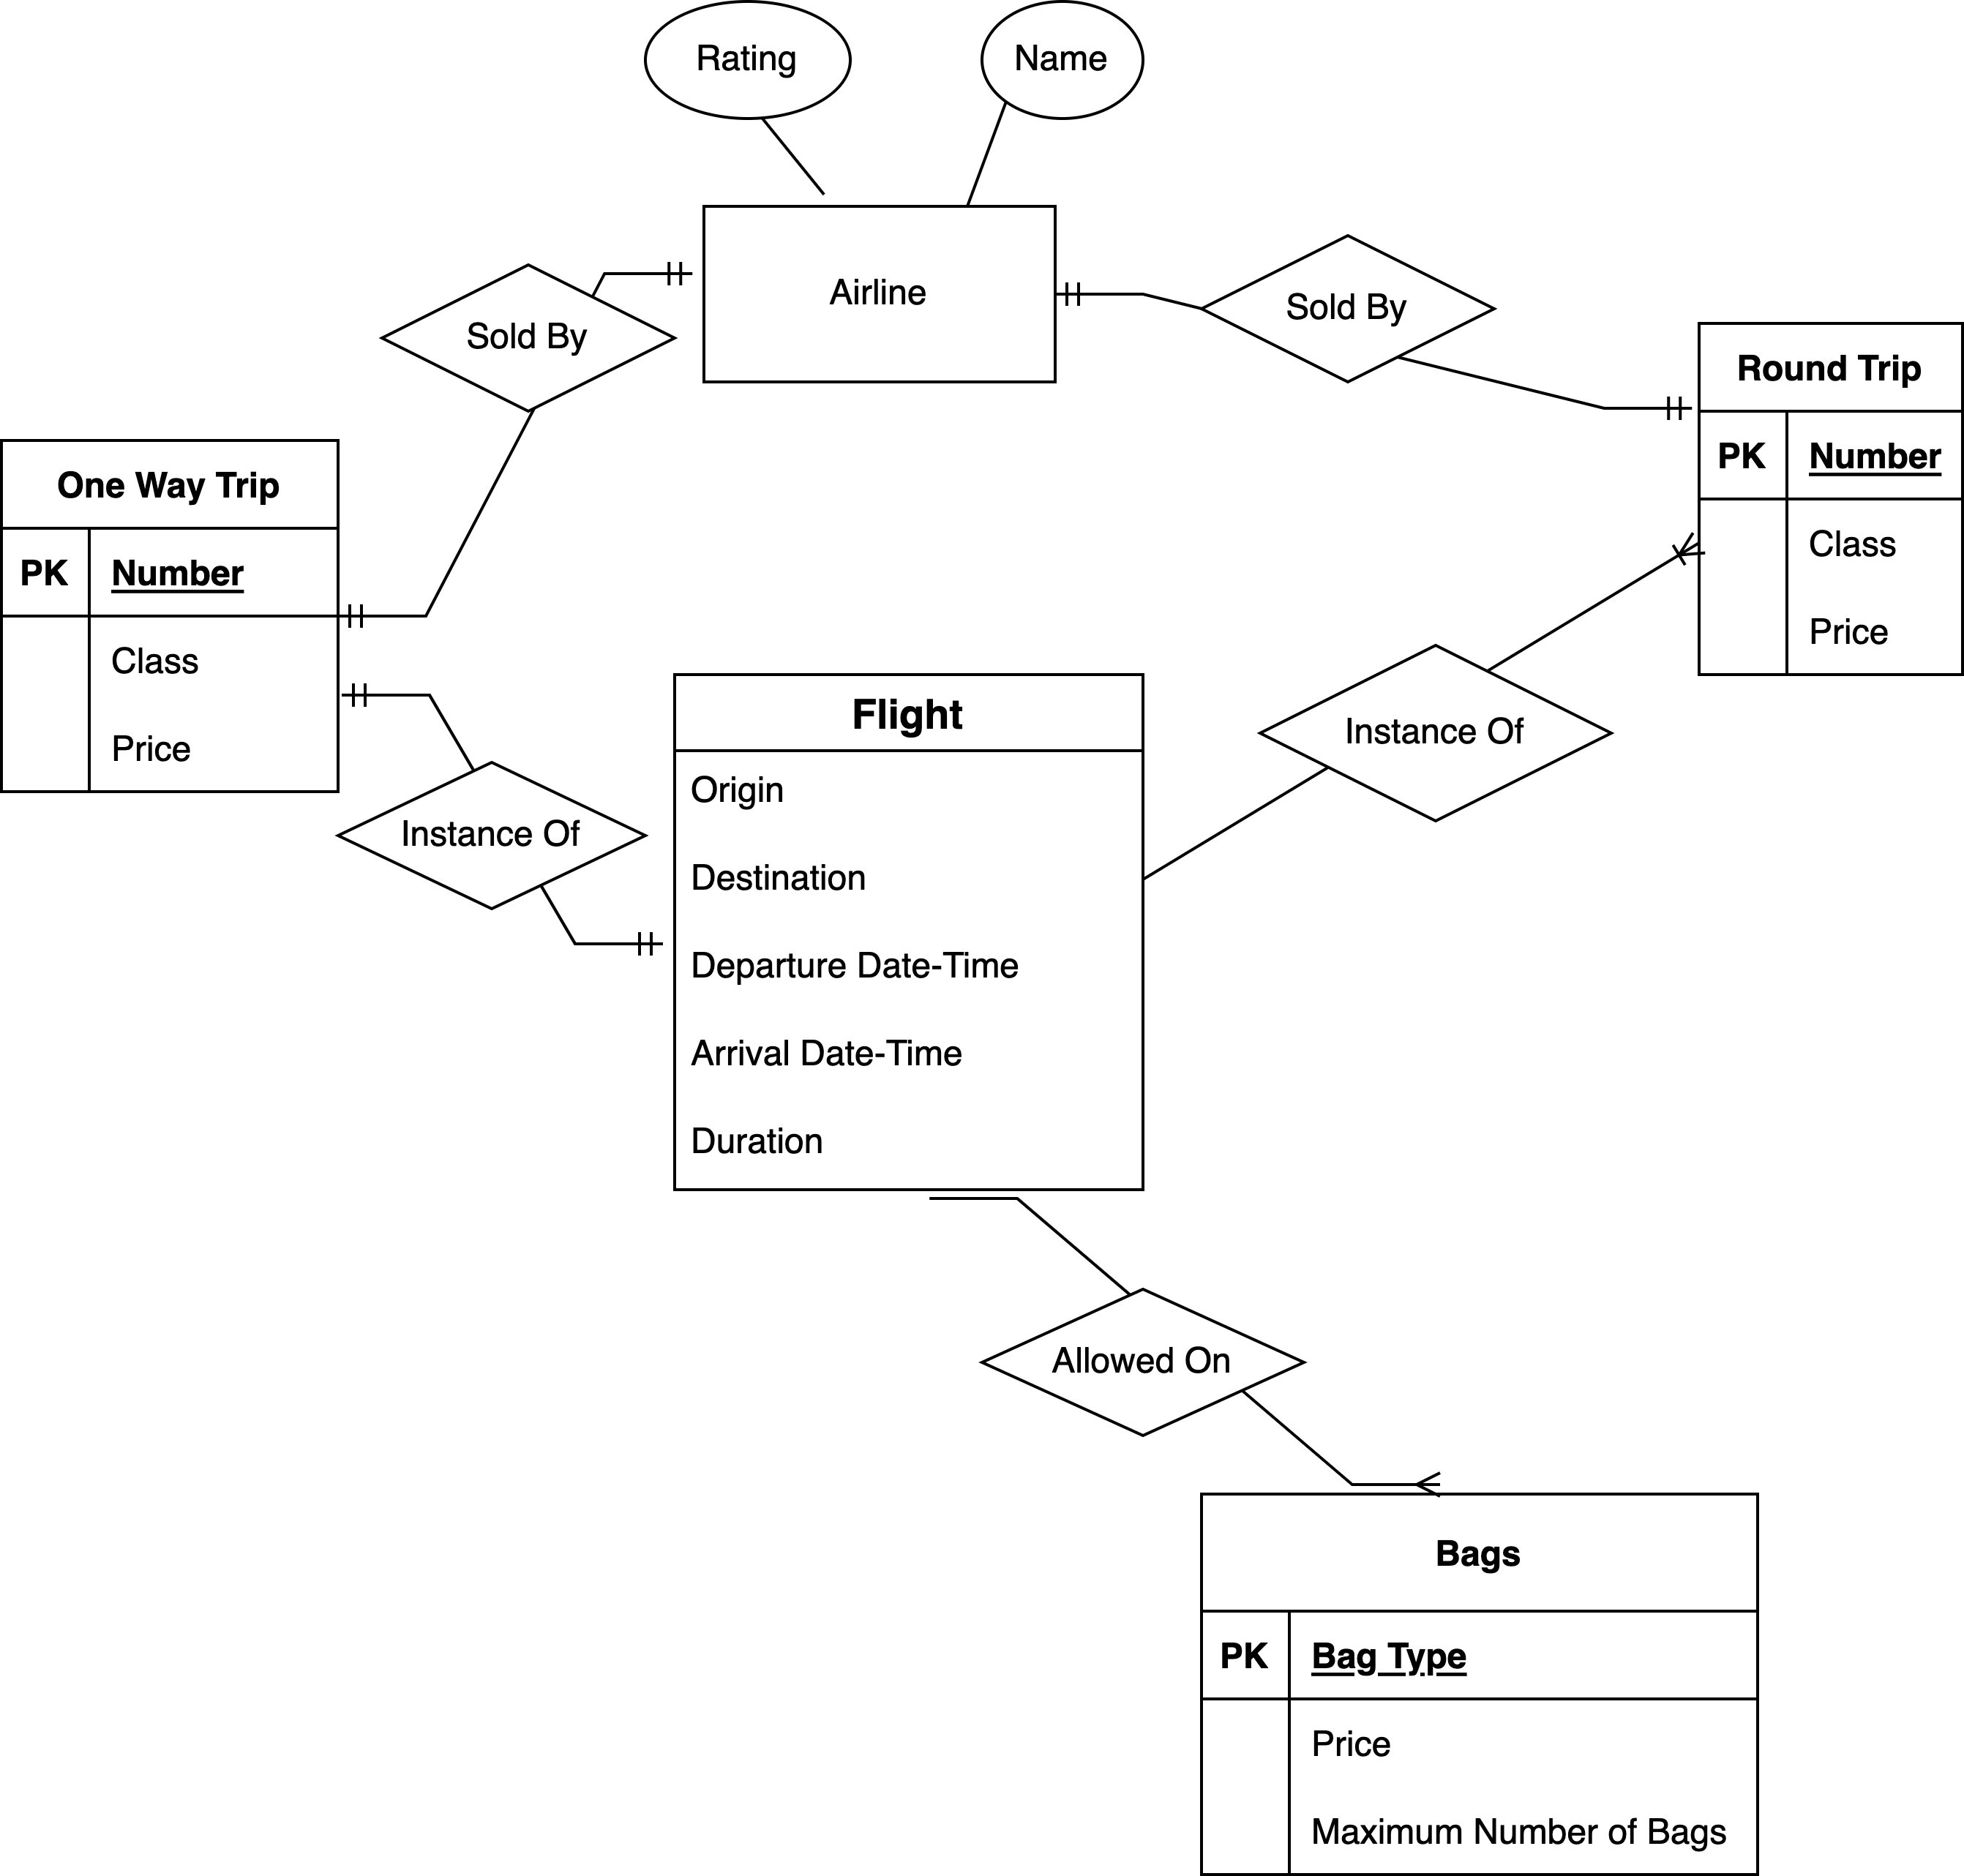 Rating
Name
Airline
Sold By
Sold By
Round Trip
PK Number
Class
Price
One Way Trip
PK Number
Class
Price
Instance Of
Instance Of
Flight
Origin
Destination
Departure Date-Time
Arrival Date-Time
Duration
Allowed On
Bags
PK Bag Type
Price
Maximum Number of Bags